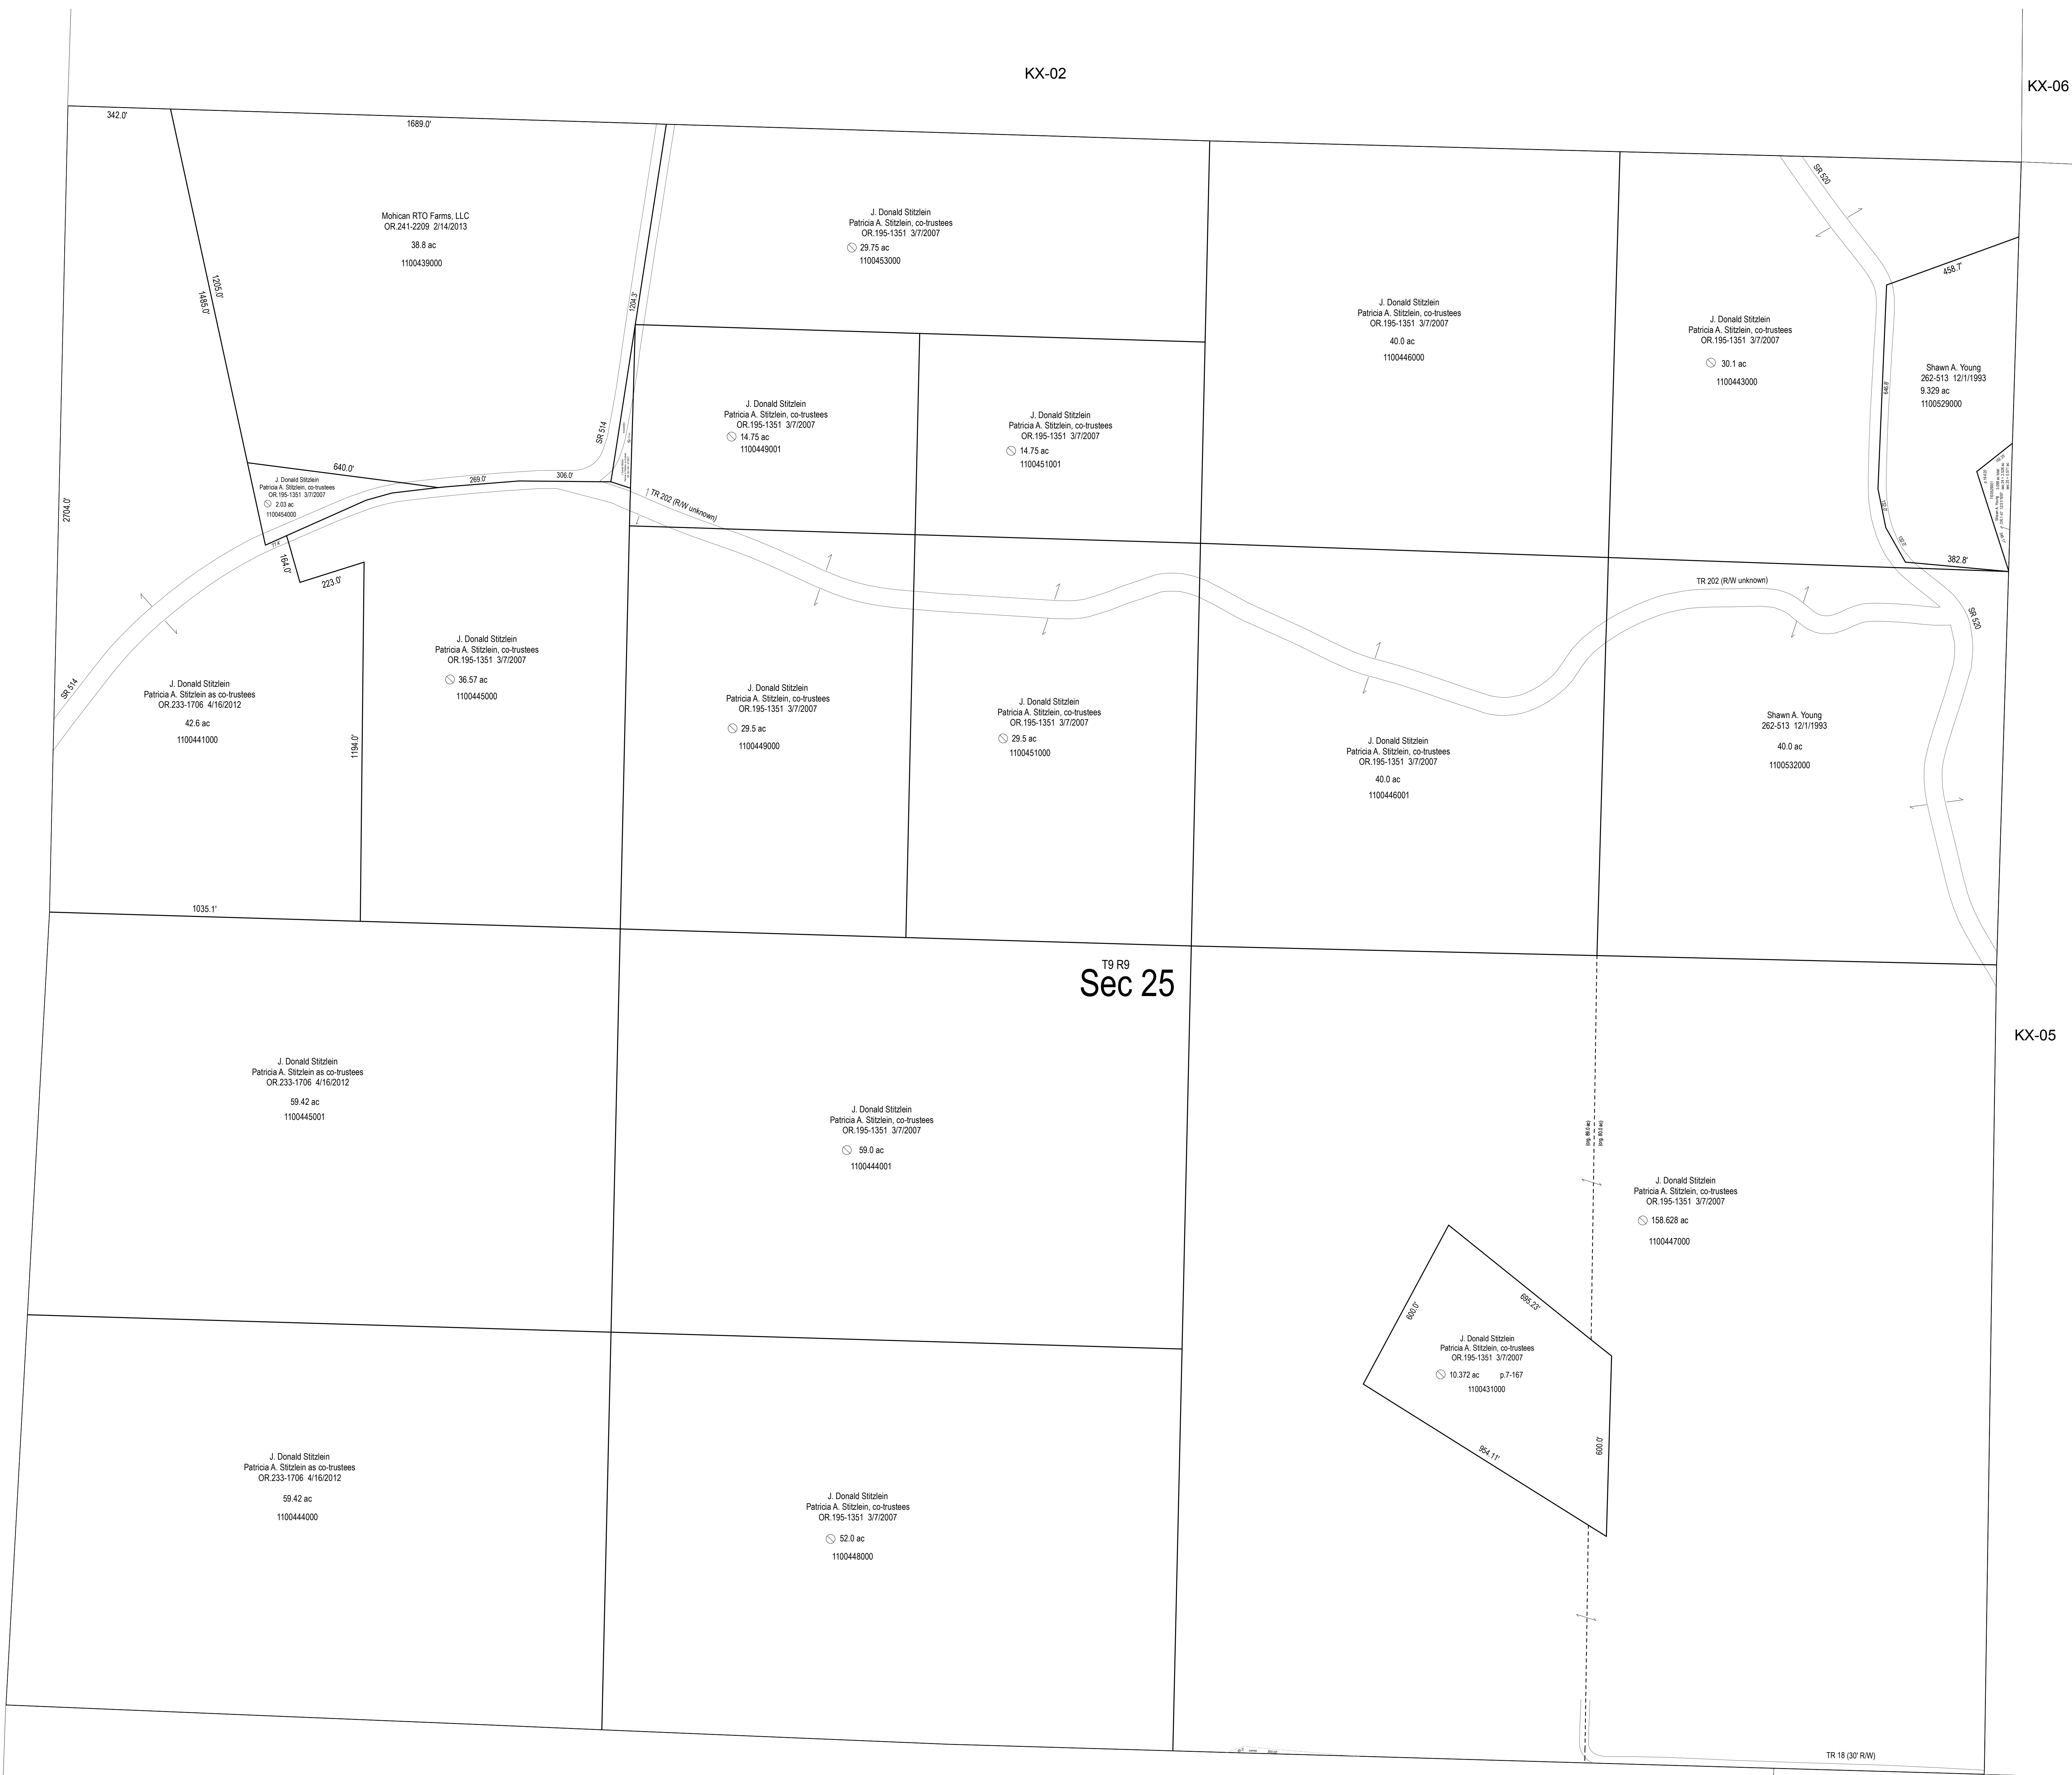 KX-02
KX-06
342.0'
1689.0'
SR 520
Mohican RTO Farms, LLC
OR.241-2209 2/14/2013
38.8 ac
1100439000
J. Donald Stitzlein
Patricia A. Stitzlein, co-trustees
OR.195-1351 3/7/2007
29.75 ac
1100453000
J. Donald Stitzlein
Patricia A. Stitzlein, co-trustees
OR.195-1351 3/7/2007
40.0 ac
1100446000
J. Donald Stitzlein
Patricia A. Stitzlein, co-trustees
OR.195-1351 3/7/2007
30.1 ac
1100443000
458.7'
1205.0'
1485.0'
1204.3'
Shawn A. Young
262-513 12/1/1993
9.329 ac
1100529000
646.8'
J. Donald Stitzlein
Patricia A. Stitzlein, co-trustees
OR.195-1351 3/7/2007
14.75 ac
1100449001
J. Donald Stitzlein
Patricia A. Stitzlein, co-trustees
OR.195-1351 3/7/2007
14.75 ac
1100451001
SR 514
640.0'
269.0'
306.0'
J. Donald Stitzlein
Patricia A. Stitzlein, co-trustees
OR.195-1351 3/7/2007
2.03 ac
1100454000
2704.0'
TR 202 (R/W unknown)
164.0'
223.0'
382.8'
TR 202 (R/W unknown)
SR 520
J. Donald Stitzlein
Patricia A. Stitzlein, co-trustees
OR.195-1351 3/7/2007
36.57 ac
1100445000
SR 514
J. Donald Stitzlein
Patricia A. Stitzlein as co-trustees
OR.233-1706 4/16/2012
42.6 ac
1100441000
1194.0'
J. Donald Stitzlein
Patricia A. Stitzlein, co-trustees
OR.195-1351 3/7/2007
29.5 ac
1100449000
J. Donald Stitzlein
Patricia A. Stitzlein, co-trustees
OR.195-1351 3/7/2007
29.5 ac
1100451000
J. Donald Stitzlein
Patricia A. Stitzlein, co-trustees
OR.195-1351 3/7/2007
40.0 ac
1100446001
Shawn A. Young
262-513 12/1/1993
40.0 ac
1100532000
1035.1'
T9 R9
Sec 25
KX-05
J. Donald Stitzlein
Patricia A. Stitzlein as co-trustees
OR.233-1706 4/16/2012
59.42 ac
1100445001
J. Donald Stitzlein
Patricia A. Stitzlein, co-trustees
OR.195-1351 3/7/2007
59.0 ac
1100444001
(org. 89.0 ac)
(org. 80.0 ac)
J. Donald Stitzlein
Patricia A. Stitzlein, co-trustees
OR.195-1351 3/7/2007
158.628 ac
1100447000
600.0'
695.23'
J. Donald Stitzlein
Patricia A. Stitzlein, co-trustees
OR.195-1351 3/7/2007
10.372 ac p.7-167
1100431000
954.11'
600.0'
J. Donald Stitzlein
Patricia A. Stitzlein as co-trustees
OR.233-1706 4/16/2012
59.42 ac
1100444000
J. Donald Stitzlein
Patricia A. Stitzlein, co-trustees
OR.195-1351 3/7/2007
52.0 ac
1100448000
TR 18 (30' R/W)